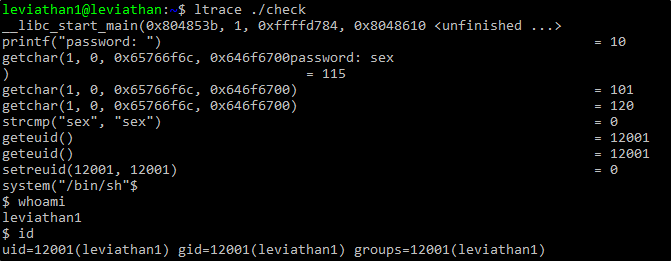 leviathan1@leviathan:~$ ltrace ./check
__libc_start_main(0x804853b, 1, 0xffffd784, 0x8048610 <unfinished ...>
printf("password: ") = 10
getchar(1, 0, 0x65766f6c, 0x646f6700password: sex
) = 115
getchar(1, 0, 0x65766f6c, 0x646f6700) = 101
getchar(1, 0, 0x65766f6c, 0x646f6700) = 120
strcmp("sex", "sex") = 0
geteuid() = 12001
geteuid() = 12001
setreuid(12001, 12001) = 0
system("/bin/sh"$
$ whoami
leviathan1
$ id
uid=12001(leviathan1) gid=12001(leviathan1) groups=12001(leviathan1)